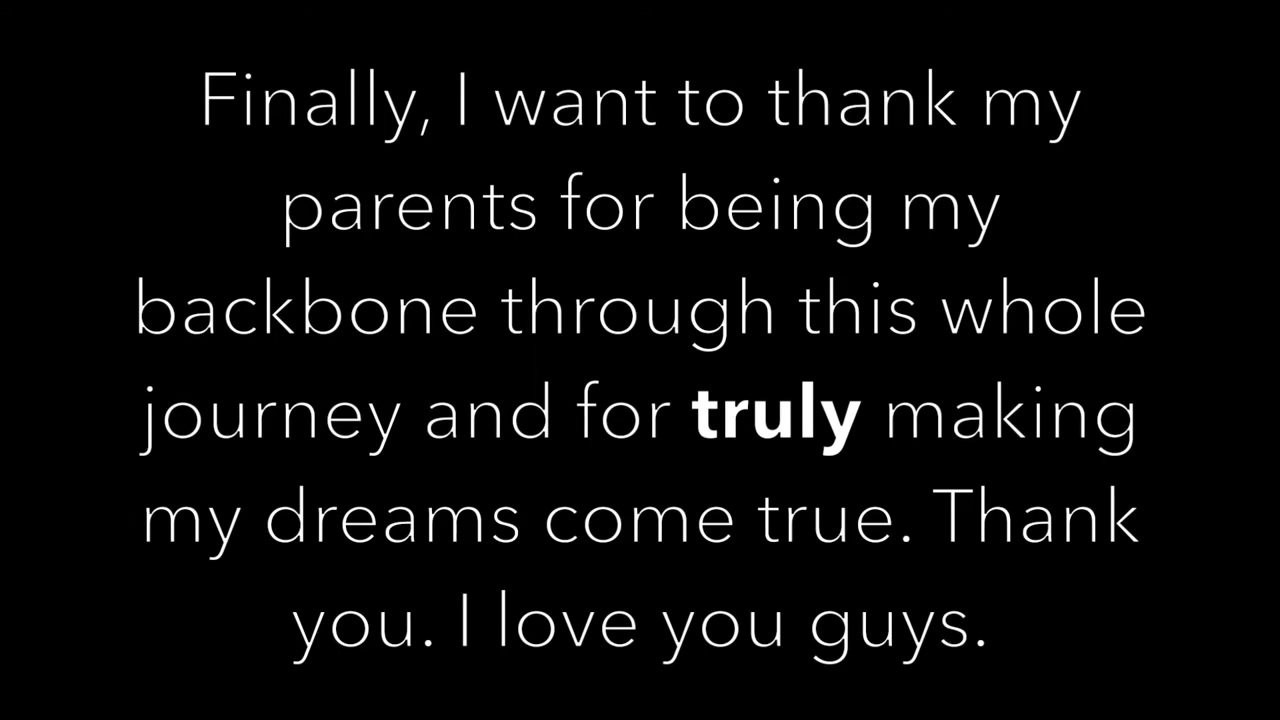 Finally, I want to thank my
parents for being my
backbone through this whole
journey and for truly making
my dreams come true. Thank
you. I love you guys.